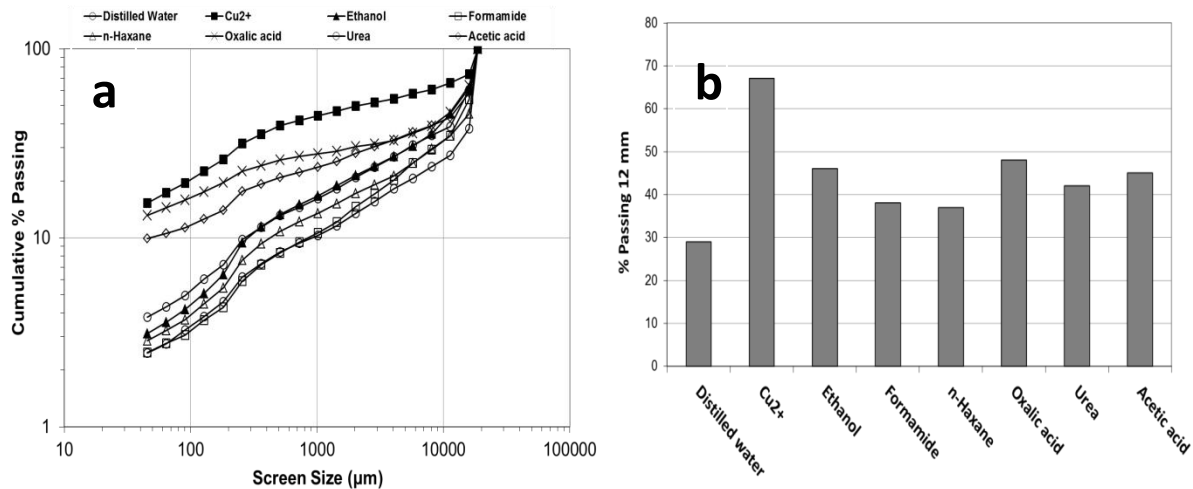 Distilled Water Cu2+ Ethanol Formamide
n-Haxane Oxalic acid Urea Acetic acid
a
100
10
1
Cumulative % Passing
10 100 1000 10000 100000
Screen Size (µm)
b
80
70
60
50
40
30
20
10
0
% Passing 12 mm
Distilled water
Cu2+
Ethanol
Formamide
n-Haxane
Oxalic acid
Urea
Acetic acid